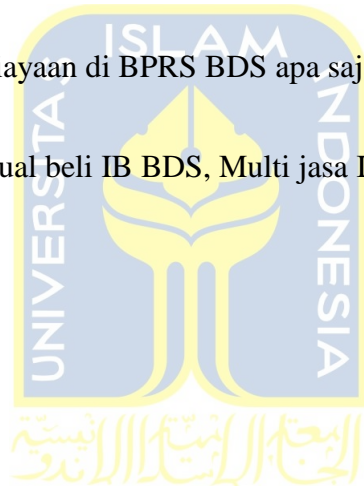 ISLAM
ayaan di BPRS BDS apa saj
UNIVERSITAS
INDONESIA
ual beli IB BDS, Multi jasa I